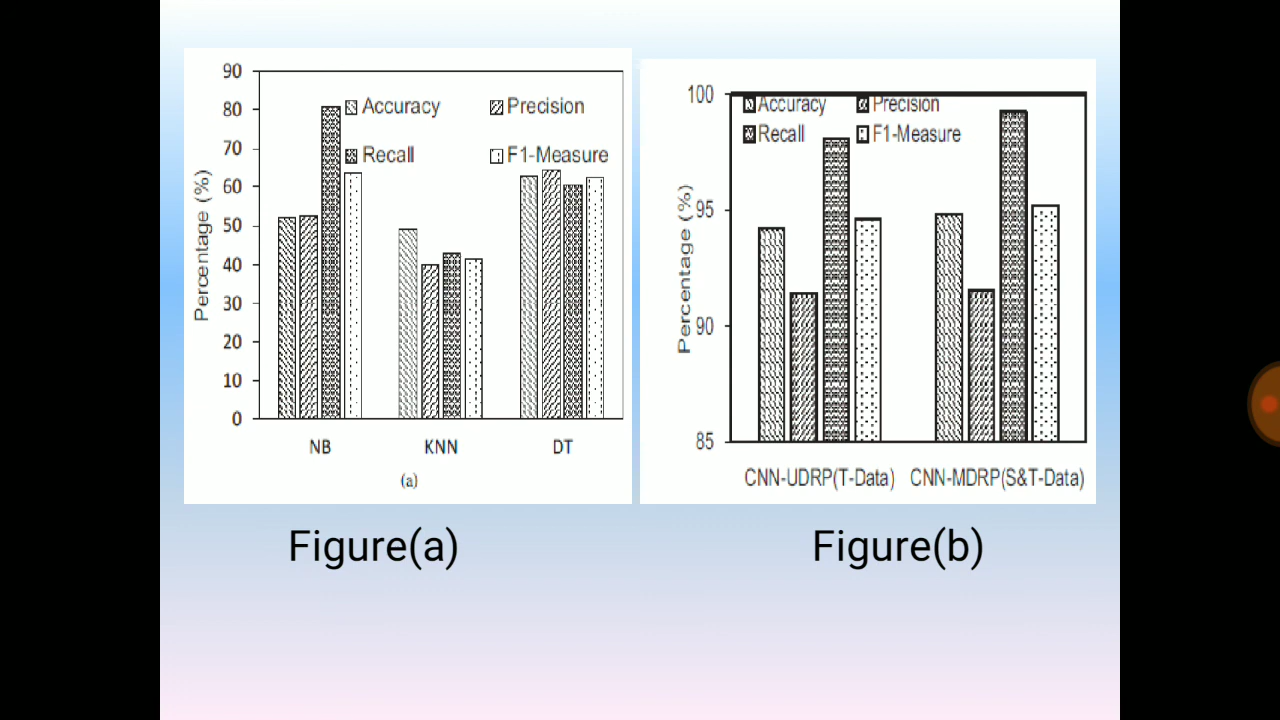 90
80
70
60
50
40
30
20
10
0
Percentage (%)
Accuracy Precision
Recall F1-Measure
NB KNN DT
(a)
100
95
90
85
Percentage (%)
Accuracy Precision
Recall F1-Measure
CNN-UDRP(T-Data) CNN-MDRP(S&T-Data)
Figure(a) Figure(b)